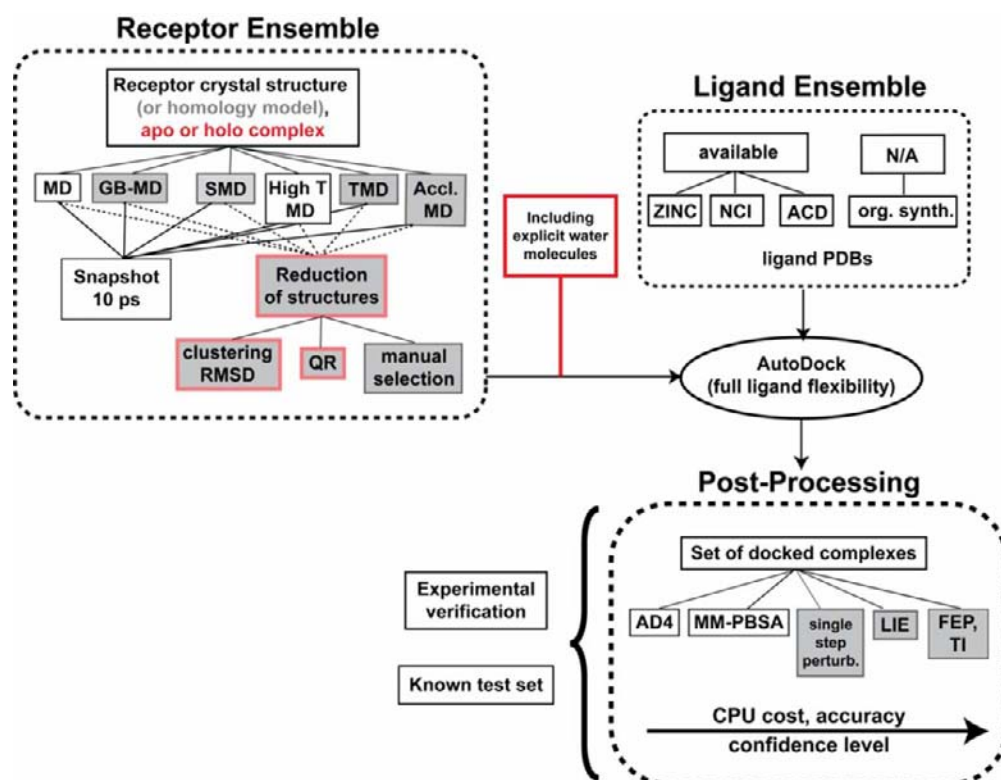 Receptor Ensemble
Receptor crystal structure
(or homology model),
apo or holo complex
MD
GB-MD
SMD
High T
MD
TMD
Accl.
MD
Snapshot
10 ps
Reduction
of structures
clustering
RMSD
QR
manual
selection
Including
explicit water
molecules
Ligand Ensemble
available
N/A
ZINC
NCI
ACD
org. synth.
ligand PDBs
AutoDock
(full ligand flexibility)
Post-Processing
Set of docked complexes
AD4
MM-PBSA
single
step
perturb.
LIE
FEP,
TI
CPU cost, accuracy
confidence level
Experimental
verification
Known test set